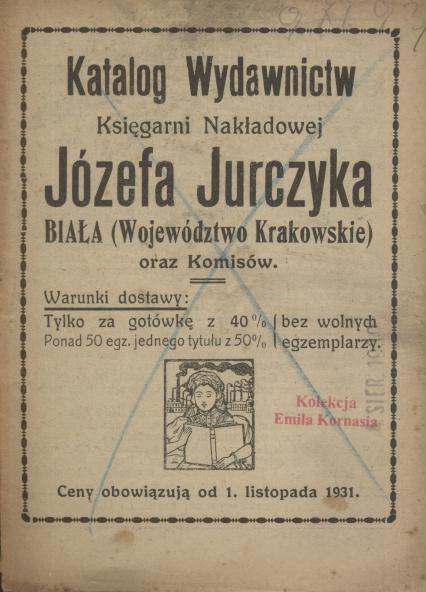 Katalog Wydawnictw
Księgarni Nakładowej
Józefa Jurczyka
BIAŁA (Województwo Krakowskie)
oraz Komisów.
Warunki dostawy:
Tylko za gotówkę z 40% | bez wolnych
Ponad 50 egz. jednego tytułu z 50% | egzemplarzy.
Kolekcja
Emila Kornasia
SIER
Ceny obowiązują od 1. listopada 1931.